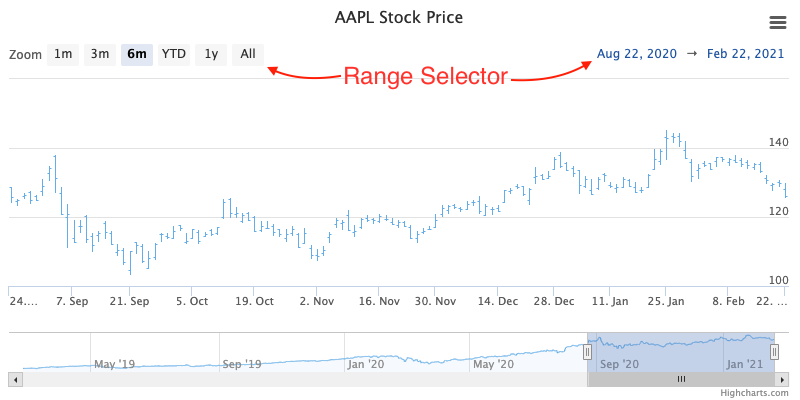 AAPL Stock Price
Zoom 1m 3m 6m YTD 1y All
Aug 22, 2020 → Feb 22, 2021
Range Selector
140
120
100
24.... 7. Sep 21. Sep 5. Oct 19. Oct 2. Nov 16. Nov 30. Nov 14. Dec 28. Dec 11. Jan 25. Jan 8. Feb 22. ...
May '19 Sep '19 Jan '20 May '20 Sep '20 Jan '21
Highcharts.com